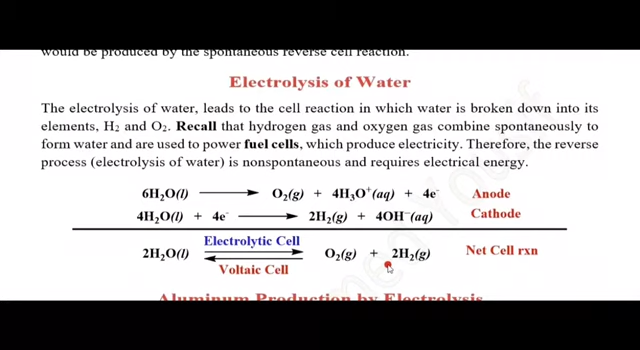 would be produced by the spontaneous reverse cell reaction.
Electrolysis of Water
The electrolysis of water, leads to the cell reaction in which water is broken down into its
elements, H₂ and O₂. Recall that hydrogen gas and oxygen gas combine spontaneously to
form water and are used to power fuel cells, which produce electricity. Therefore, the reverse
process (electrolysis of water) is nonspontaneous and requires electrical energy.
6H₂O(l) ⟶ O₂(g) + 4H₃O⁺(aq) + 4e⁻ Anode
4H₂O(l) + 4e⁻ ⟶ 2H₂(g) + 4OH⁻(aq) Cathode
Electrolytic Cell
2H₂O(l) ⇌ O₂(g) + 2H₂(g) Net Cell rxn
Voltaic Cell
Aluminum Production by Electrolysis